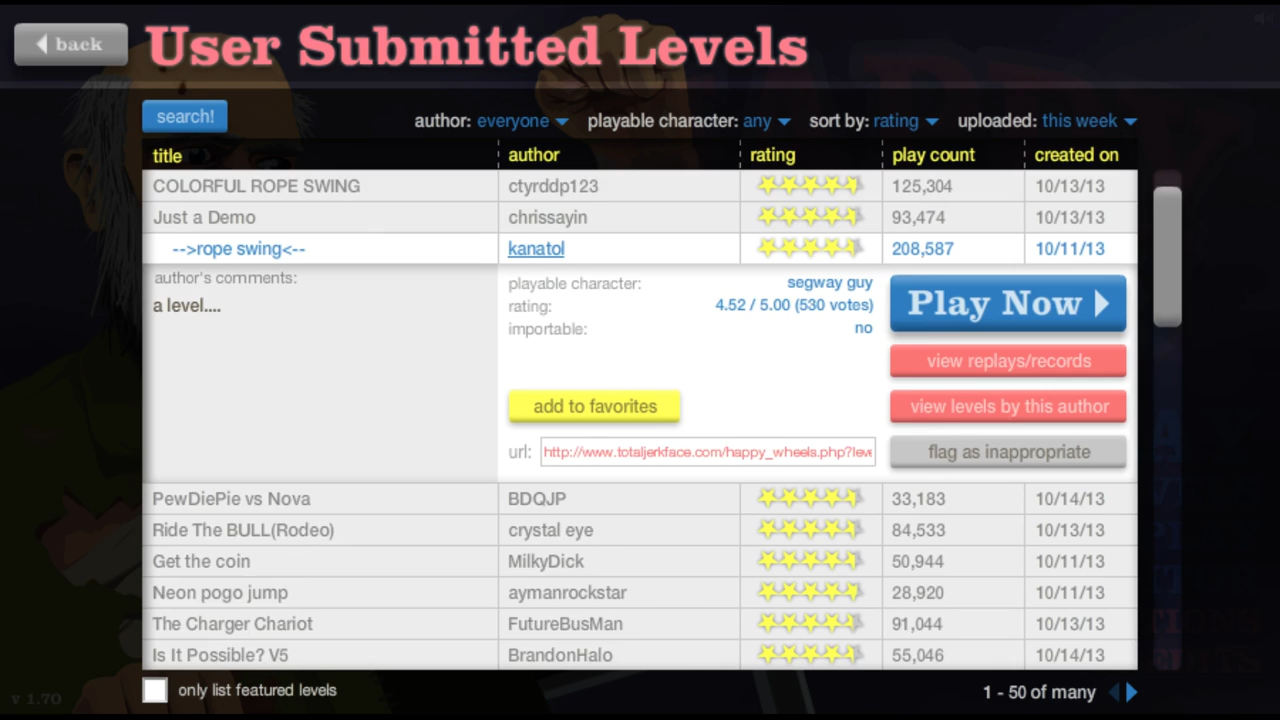 back
User Submitted Levels
search!
author: everyone playable character: any sort by: rating uploaded: this week
title author rating play count created on
COLORFUL ROPE SWING ctyrddp123 125,304 10/13/13
Just a Demo chrissayin 93,474 10/13/13
-->rope swing<-- kanatol 208,587 10/11/13
author's comments:
a level....
playable character: segway guy
rating: 4.52 / 5.00 (530 votes)
importable: no
Play Now
view replays/records
add to favorites
view levels by this author
url: http://www.totaljerkface.com/happy_wheels.php?leve
flag as inappropriate
PewDiePie vs Nova BDQJP 33,183 10/14/13
Ride The BULL(Rodeo) crystal eye 84,533 10/13/13
Get the coin MilkyDick 50,944 10/11/13
Neon pogo jump aymanrockstar 28,920 10/11/13
The Charger Chariot FutureBusMan 91,044 10/13/13
Is It Possible? V5 BrandonHalo 55,046 10/14/13
only list featured levels
1 - 50 of many
v 1.70